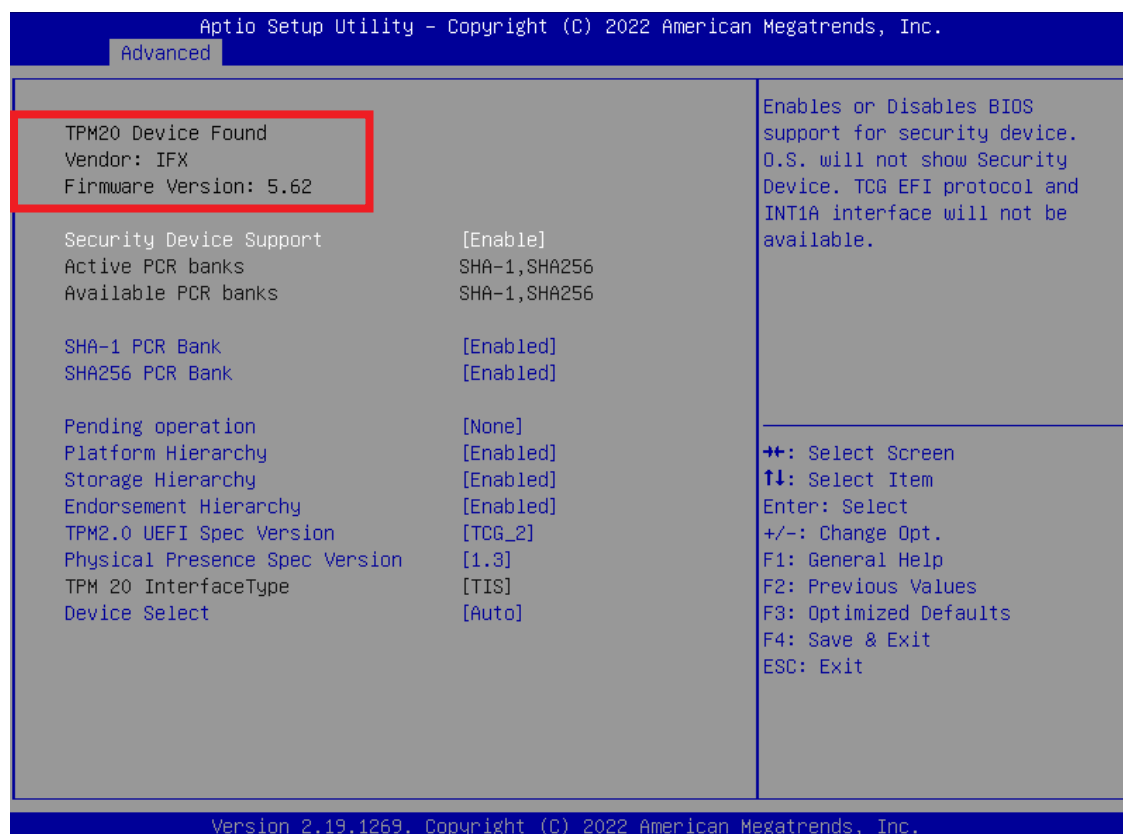 Aptio Setup Utility – Copyright (C) 2022 American Megatrends, Inc.
Advanced
TPM20 Device Found
Vendor: IFX
Firmware Version: 5.62
Security Device Support [Enable]
Active PCR banks SHA-1,SHA256
Available PCR banks SHA-1,SHA256
SHA-1 PCR Bank [Enabled]
SHA256 PCR Bank [Enabled]
Pending operation [None]
Platform Hierarchy [Enabled]
Storage Hierarchy [Enabled]
Endorsement Hierarchy [Enabled]
TPM2.0 UEFI Spec Version [TCG_2]
Physical Presence Spec Version [1.3]
TPM 20 InterfaceType [TIS]
Device Select [Auto]
Enables or Disables BIOS
support for security device.
O.S. will not show Security
Device. TCG EFI protocol and
INT1A interface will not be
available.
→←: Select Screen
↑↓: Select Item
Enter: Select
+/-: Change Opt.
F1: General Help
F2: Previous Values
F3: Optimized Defaults
F4: Save & Exit
ESC: Exit
Version 2.19.1269. Copyright (C) 2022 American Megatrends, Inc.